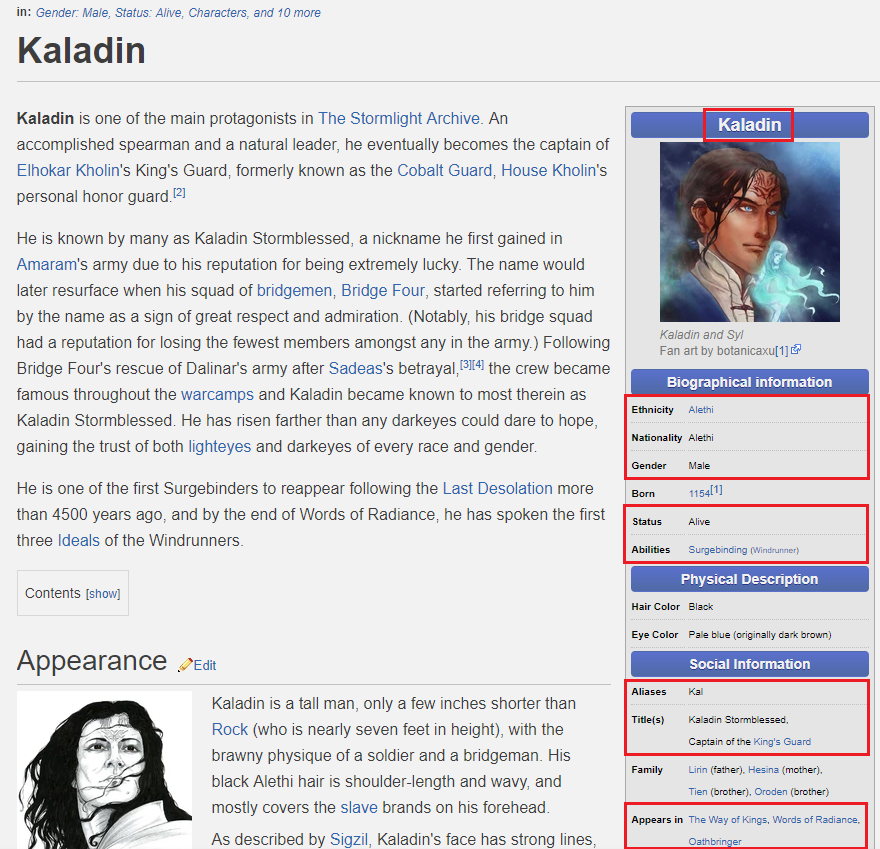 in: Gender: Male, Status: Alive, Characters, and 10 more
Kaladin
Kaladin is one of the main protagonists in The Stormlight Archive. An
accomplished spearman and a natural leader, he eventually becomes the captain of
Elhokar Kholin's King's Guard, formerly known as the Cobalt Guard, House Kholin's
personal honor guard.[2]
He is known by many as Kaladin Stormblessed, a nickname he first gained in
Amaram's army due to his reputation for being extremely lucky. The name would
later resurface when his squad of bridgemen, Bridge Four, started referring to him
by the name as a sign of great respect and admiration. (Notably, his bridge squad
had a reputation for losing the fewest members amongst any in the army.) Following
Bridge Four's rescue of Dalinar's army after Sadeas's betrayal,[3][4] the crew became
famous throughout the warcamps and Kaladin became known to most therein as
Kaladin Stormblessed. He has risen farther than any darkeyes could dare to hope,
gaining the trust of both lighteyes and darkeyes of every race and gender.
He is one of the first Surgebinders to reappear following the Last Desolation more
than 4500 years ago, and by the end of Words of Radiance, he has spoken the first
three Ideals of the Windrunners.
Contents [show]
Appearance Edit
Kaladin is a tall man, only a few inches shorter than
Rock (who is nearly seven feet in height), with the
brawny physique of a soldier and a bridgeman. His
black Alethi hair is shoulder-length and wavy, and
mostly covers the slave brands on his forehead.
As described by Sigzil, Kaladin's face has strong lines,
Kaladin
Kaladin and Syl
Fan art by botanicaxu[1]
Biographical information
Ethnicity Alethi
Nationality Alethi
Gender Male
Born 1154[1]
Status Alive
Abilities Surgebinding (Windrunner)
Physical Description
Hair Color Black
Eye Color Pale blue (originally dark brown)
Social Information
Aliases Kal
Title(s) Kaladin Stormblessed,
Captain of the King's Guard
Family Lirin (father), Hesina (mother),
Tien (brother), Oroden (brother)
Appears in The Way of Kings, Words of Radiance,
Oathbringer